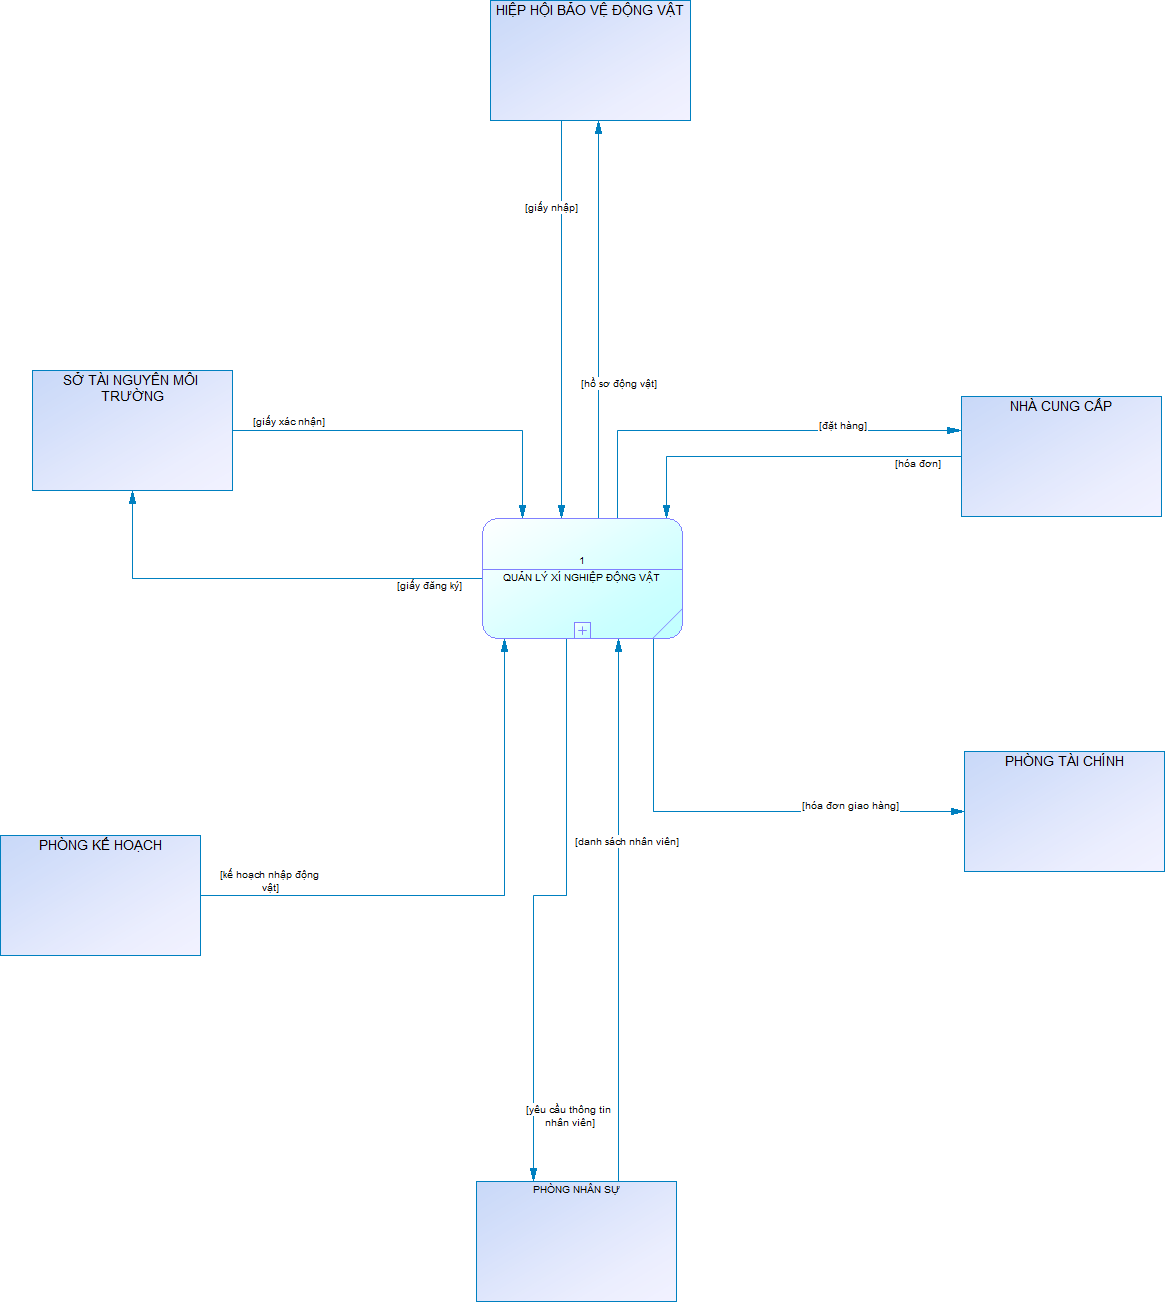 HIỆP HỘI BẢO VỆ ĐỘNG VẬT
[giấy nhập]
[hồ sơ động vật]
SỞ TÀI NGUYÊN MÔI
TRƯỜNG
[giấy xác nhận]
NHÀ CUNG CẤP
[đặt hàng]
[hóa đơn]
1
QUẢN LÝ XÍ NGHIỆP ĐỘNG VẬT
[giấy đăng ký]
PHÒNG TÀI CHÍNH
[hóa đơn giao hàng]
PHÒNG KẾ HOẠCH
[danh sách nhân viên]
[kế hoạch nhập động
vật]
[yêu cầu thông tin
nhân viên]
PHÒNG NHÂN SỰ